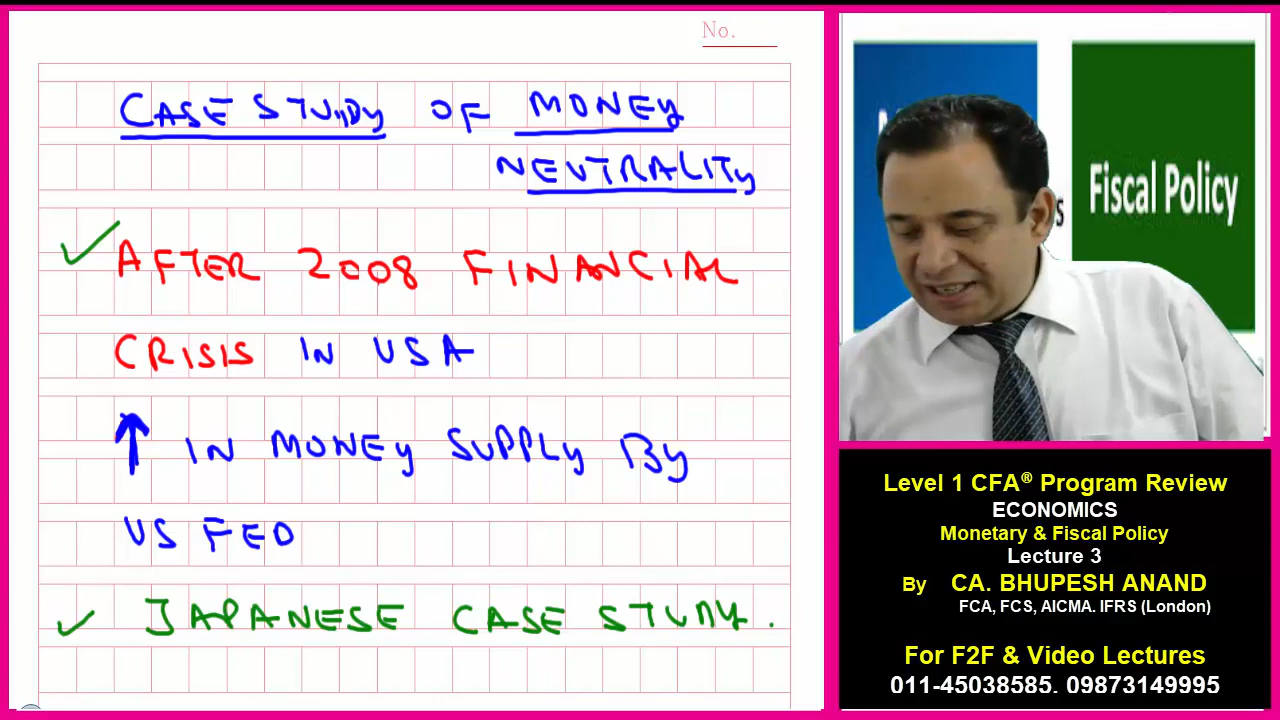 No.
CASE STUDY OF MONEY
NEUTRALITY
AFTER 2008 FINANCIAL
CRISIS IN USA
↑ IN MONEY SUPPLY By
US FED
JAPANESE CASE STUDY.
Fiscal Policy
Level 1 CFA® Program Review
ECONOMICS
Monetary & Fiscal Policy
Lecture 3
By CA. BHUPESH ANAND
FCA, FCS, AICMA. IFRS (London)
For F2F & Video Lectures
011-45038585. 09873149995